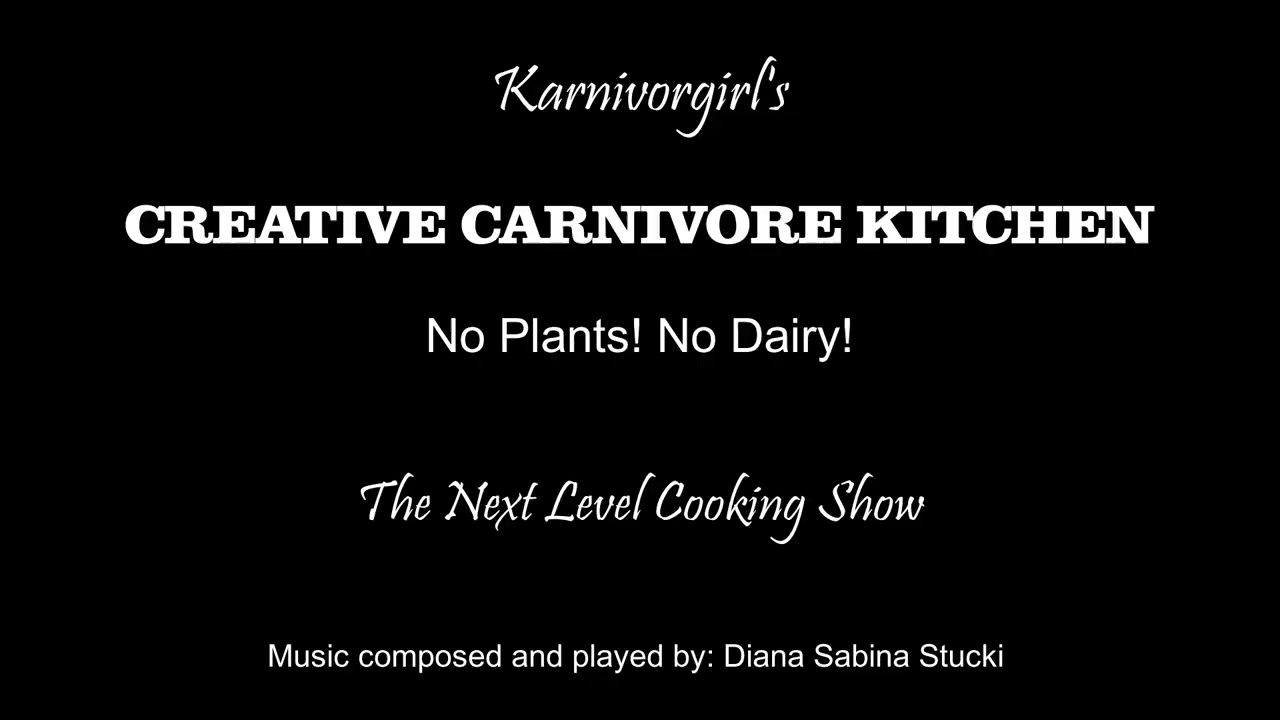 Karnivorgirl's
CREATIVE CARNIVORE KITCHEN
No Plants! No Dairy!
The Next Level Cooking Show
Music composed and played by: Diana Sabina Stucki